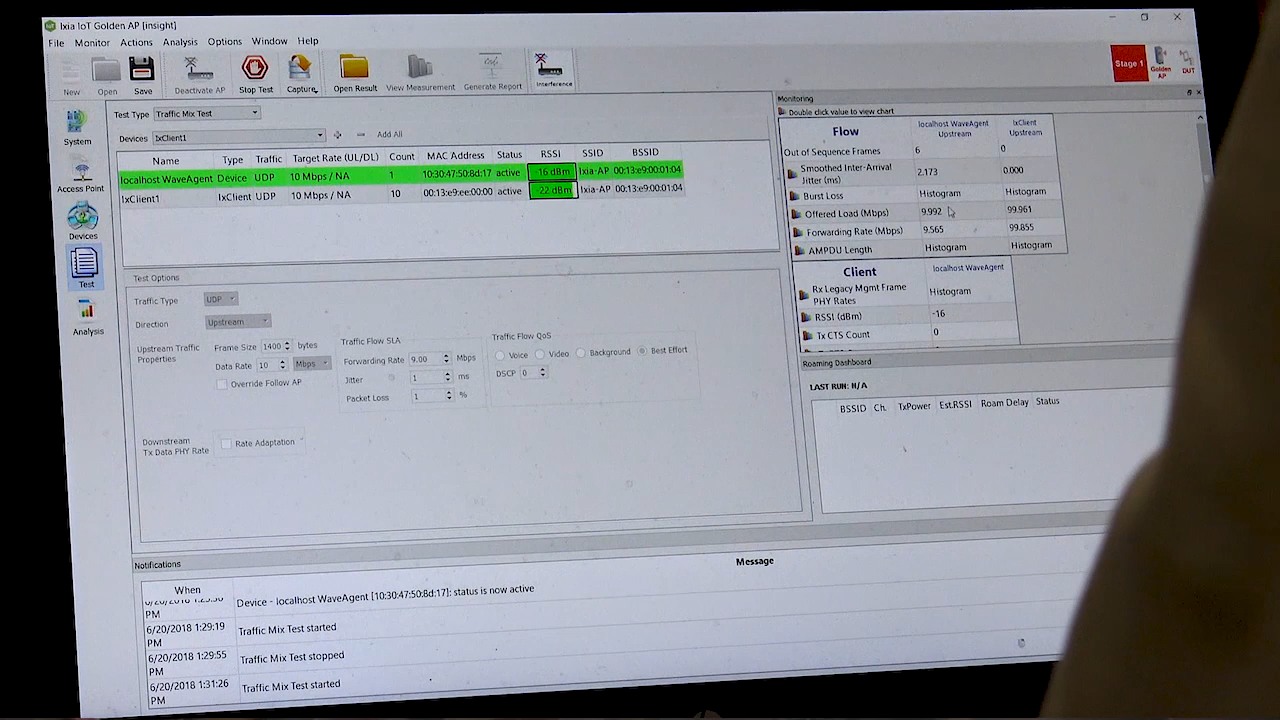 Ixia IoT Golden AP [insight]
File Monitor Actions Analysis Options Window Help
New Open Save Deactivate AP Stop Test Capture Open Result View Measurement Generate Report Interference
Stage 1 Golden AP DUT
System
Access Point
Devices
Test
Analysis
Test Type Traffic Mix Test
Devices IxClient1 Add All
Name Type Traffic Target Rate (UL/DL) Count MAC Address Status RSSI SSID BSSID
localhost WaveAgent Device UDP 10 Mbps / NA 1 10:30:47:50:8d:17 active -16 dBm Ixia-AP 00:13:e9:00:01:04
IxClient1 IxClient UDP 10 Mbps / NA 10 00:13:e9:ee:00:00 active -22 dBm Ixia-AP 00:13:e9:00:01:04
Test Options
Traffic Type UDP
Direction Upstream
Upstream Traffic Properties
Frame Size 1400 bytes
Data Rate 10 Mbps
Override Follow AP
Traffic Flow SLA
Forwarding Rate 9.00 Mbps
Jitter 1 ms
Packet Loss 1 %
Traffic Flow QoS
Voice Video Background Best Effort
DSCP 0
Downstream
Tx Data PHY Rate
Rate Adaptation
Monitoring
Double click value to view chart
Flow localhost WaveAgent Upstream IxClient Upstream
Out of Sequence Frames 6 0
Smoothed Inter-Arrival Jitter (ms) 2.173 0.000
Burst Loss Histogram Histogram
Offered Load (Mbps) 9.992 99.961
Forwarding Rate (Mbps) 9.565 99.855
AMPDU Length Histogram Histogram
Client localhost WaveAgent
Rx Legacy Mgmt Frame PHY Rates Histogram
RSSI (dBm) -16
Tx CTS Count 0
Roaming Dashboard
LAST RUN: N/A
BSSID Ch. TxPower Est.RSSI Roam Delay Status
Notifications
When Message
PM Device - localhost WaveAgent [10:30:47:50:8d:17]: status is now active
6/20/2018 1:29:19 PM Traffic Mix Test started
6/20/2018 1:29:55 PM Traffic Mix Test stopped
6/20/2018 1:31:26 PM Traffic Mix Test started